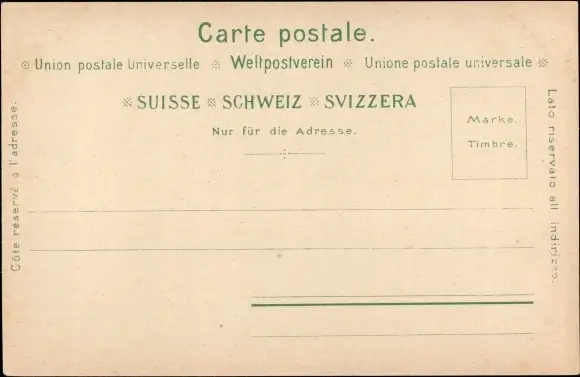 Carte postale.
※ Union postale universelle ※ Weltpostverein ※ Unione postale universale ※
※ SUISSE ※ SCHWEIZ ※ SVIZZERA
Nur für die Adresse.
Marke.
Timbre.
Côté réservé à l'adresse.
Lato riservato all indirizzo.